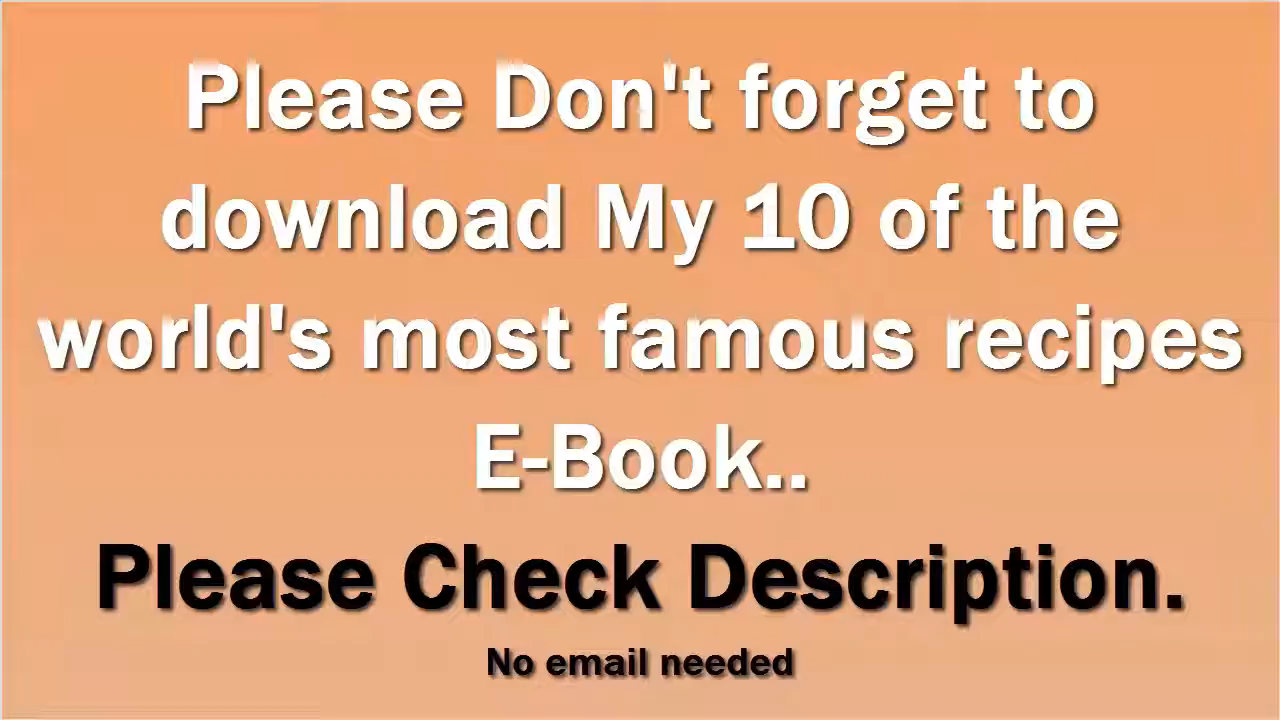 Please Don't forget to
download My 10 of the
world's most famous recipes
E-Book..
Please Check Description.
No email needed